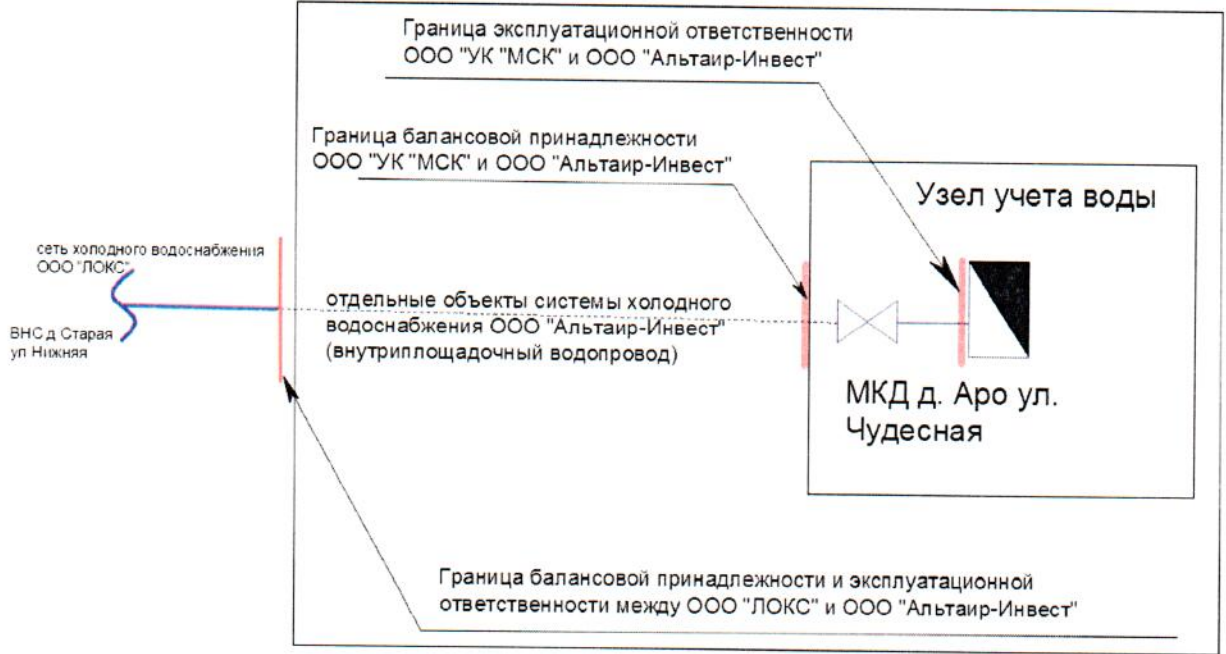 Граница эксплуатационной ответственности
ООО "УК "МСК" и ООО "Альтаир-Инвест"
Граница балансовой принадлежности
ООО "УК "МСК" и ООО "Альтаир-Инвест"
Узел учета воды
сеть холодного водоснабжения
ООО "ЛОКС"
ВНС д Старая
ул Нижняя
отдельные объекты системы холодного
водоснабжения ООО "Альтаир-Инвест"
(внутриплощадочный водопровод)
МКД д. Аро ул.
Чудесная
Граница балансовой принадлежности и эксплуатационной
ответственности между ООО "ЛОКС" и ООО "Альтаир-Инвест"